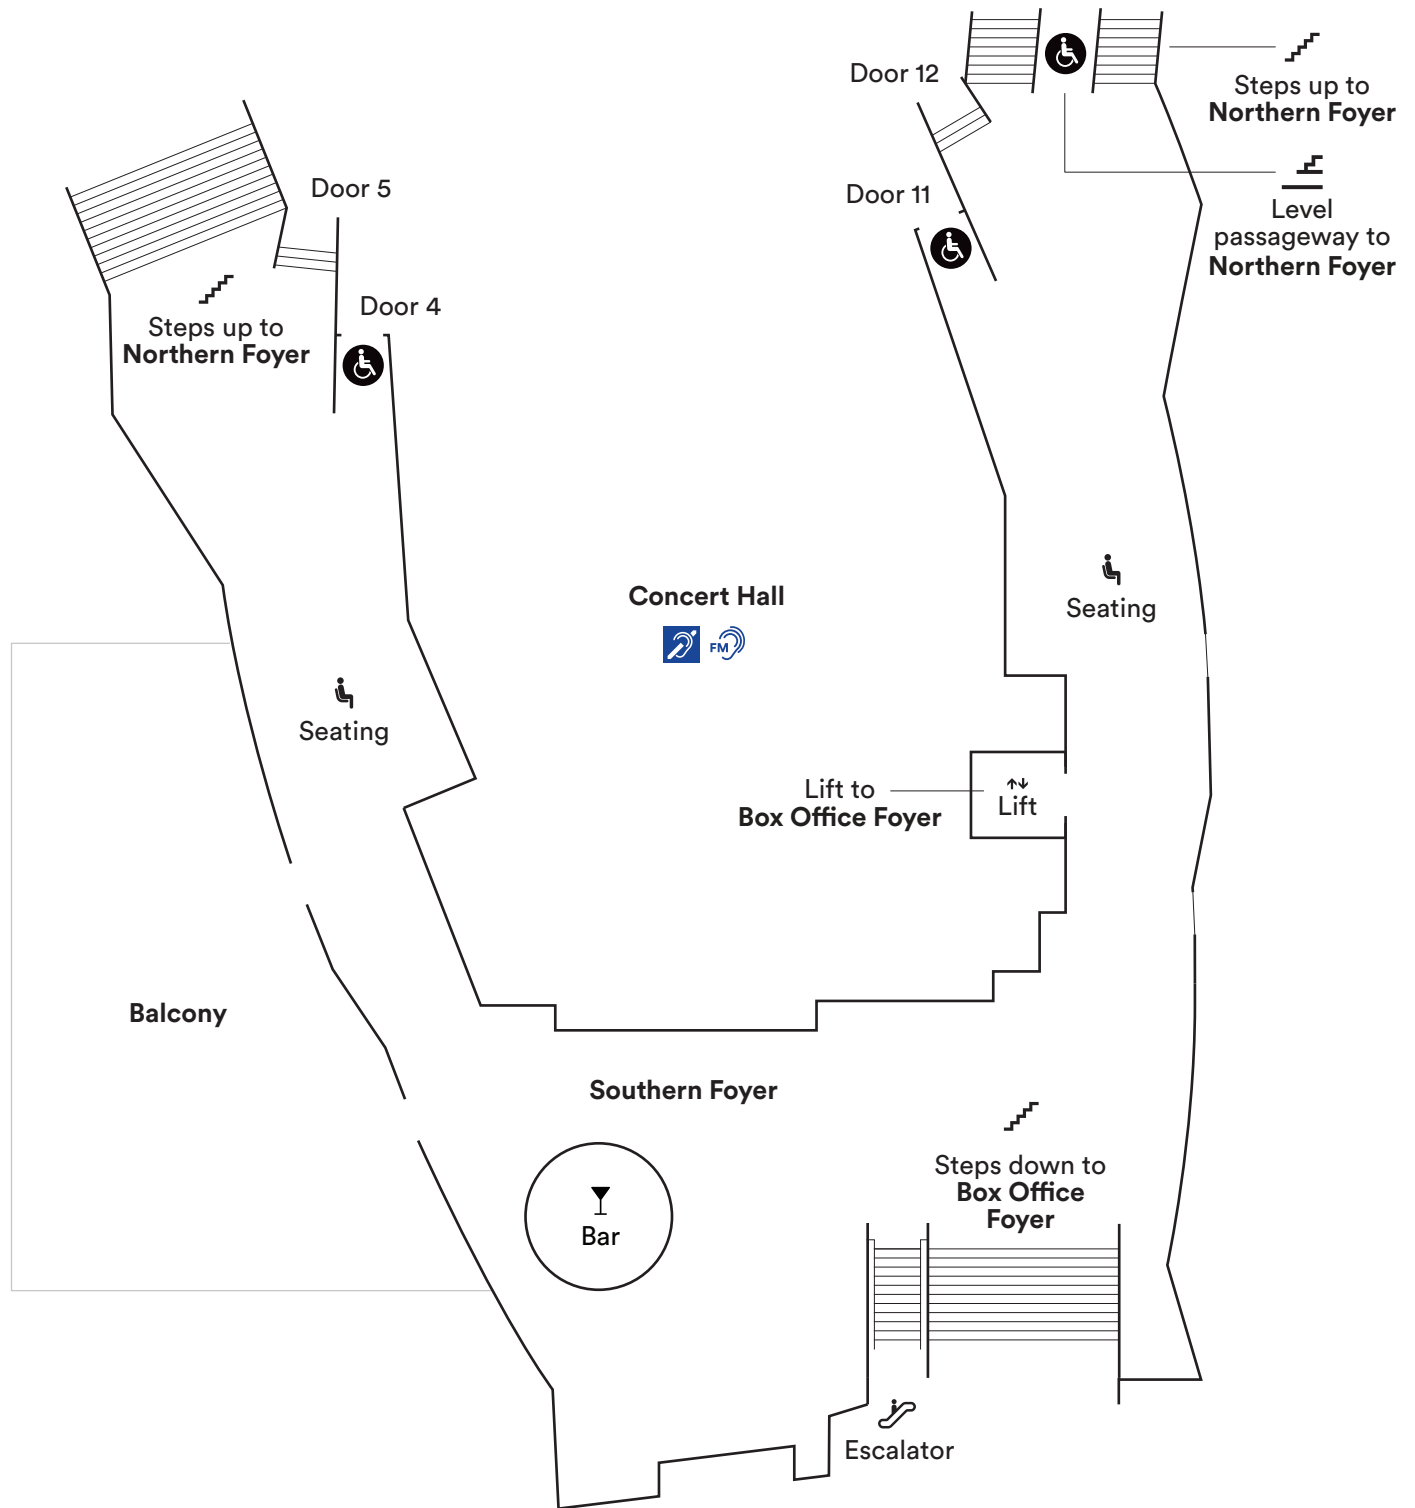 Door 12
Steps up to
Northern Foyer
Door 5
Door 11
Level
passageway to
Northern Foyer
Door 4
Steps up to
Northern Foyer
Concert Hall
FM
Seating
Seating
Lift to
Box Office Foyer
Lift
Balcony
Southern Foyer
Steps down to
Box Office
Foyer
Bar
Escalator